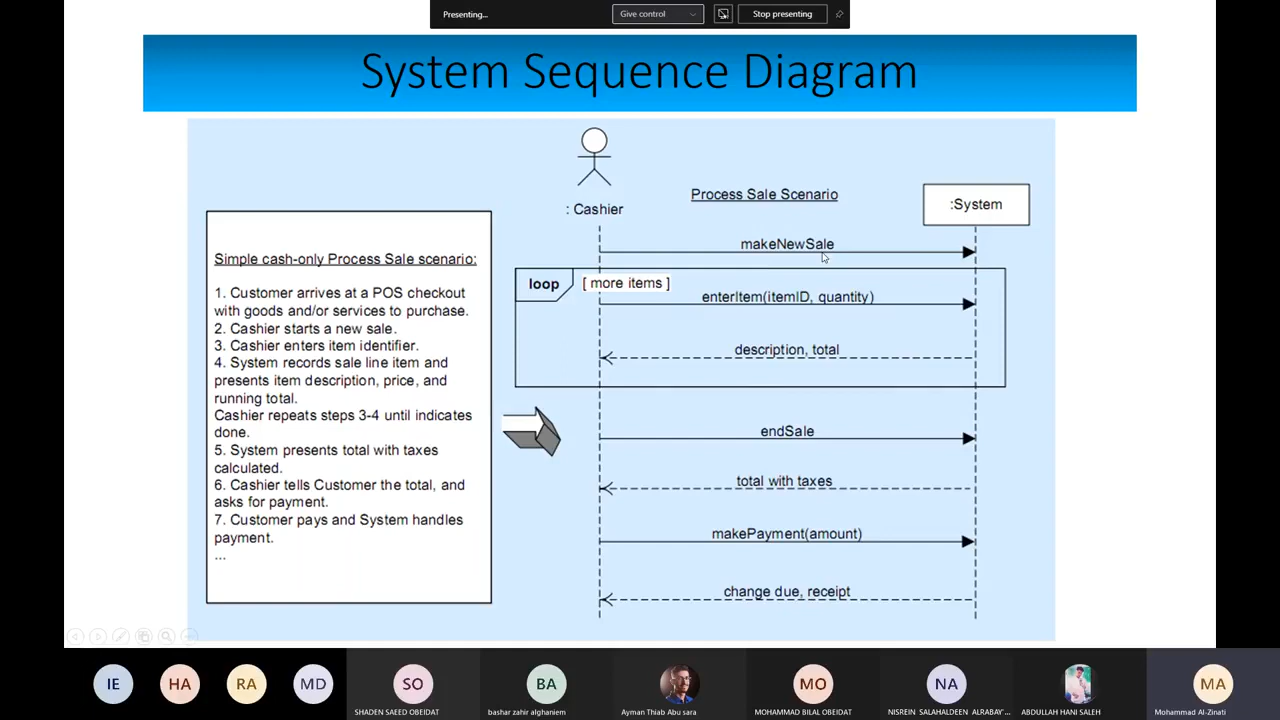 Presenting...
Give control
Stop presenting
System Sequence Diagram
: Cashier
Process Sale Scenario
:System
Simple cash-only Process Sale scenario:
1. Customer arrives at a POS checkout
with goods and/or services to purchase.
2. Cashier starts a new sale.
3. Cashier enters item identifier.
4. System records sale line item and
presents item description, price, and
running total.
Cashier repeats steps 3-4 until indicates
done.
5. System presents total with taxes
calculated.
6. Cashier tells Customer the total, and
asks for payment.
7. Customer pays and System handles
payment.
...
makeNewSale
loop
[ more items ]
enterItem(itemID, quantity)
description, total
endSale
total with taxes
makePayment(amount)
change due, receipt
IE
HA
RA
MD
SO
SHADEN SAEED OBEIDAT
BA
bashar zahir alghaniem
Ayman Thiab Abu sara
MO
MOHAMMAD BILAL OBEIDAT
NA
NISREIN SALAHALDEEN ALRABAY'...
ABDULLAH HANI SALEH
MA
Mohammad Al-Zinati